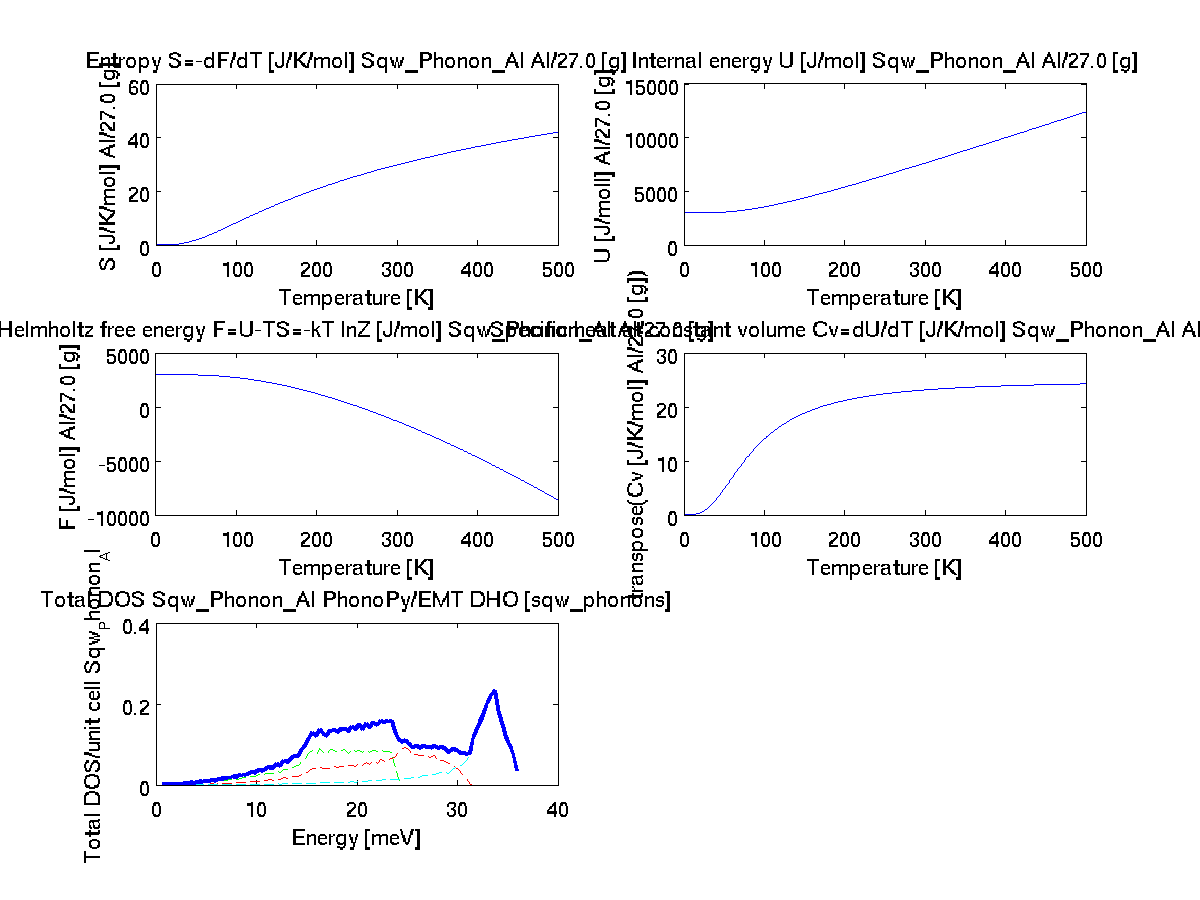 Entropy S=-dF/dT [J/K/mol] Sqw_Phonon_Al Al/27.0 [g]
S [J/K/mol] Al/27.0 [g]
60
40
20
0
0 100 200 300 400 500
Temperature [K]
Internal energy U [J/mol] Sqw_Phonon_Al Al/27.0 [g]
U [J/moll] Al/27.0 [g]
15000
10000
5000
0
0 100 200 300 400 500
Temperature [K]
Helmholtz free energy F=U-TS=-kT lnZ [J/mol] Sqw_Phonon_Al Al/27.0 [g]
F [J/mol] Al/27.0 [g]
5000
0
-5000
-10000
0 100 200 300 400 500
Temperature [K]
Specific heat at constant volume Cv=dU/dT [J/K/mol] Sqw_Phonon_Al Al
transpose(Cv [J/K/mol] Al/27.0 [g])
30
20
10
0
0 100 200 300 400 500
Temperature [K]
Total DOS Sqw_Phonon_Al PhonoPy/EMT DHO [sqw_phonons]
Total DOS/unit cell Sqw_Phonon_Al
0.4
0.2
0
0 10 20 30 40
Energy [meV]